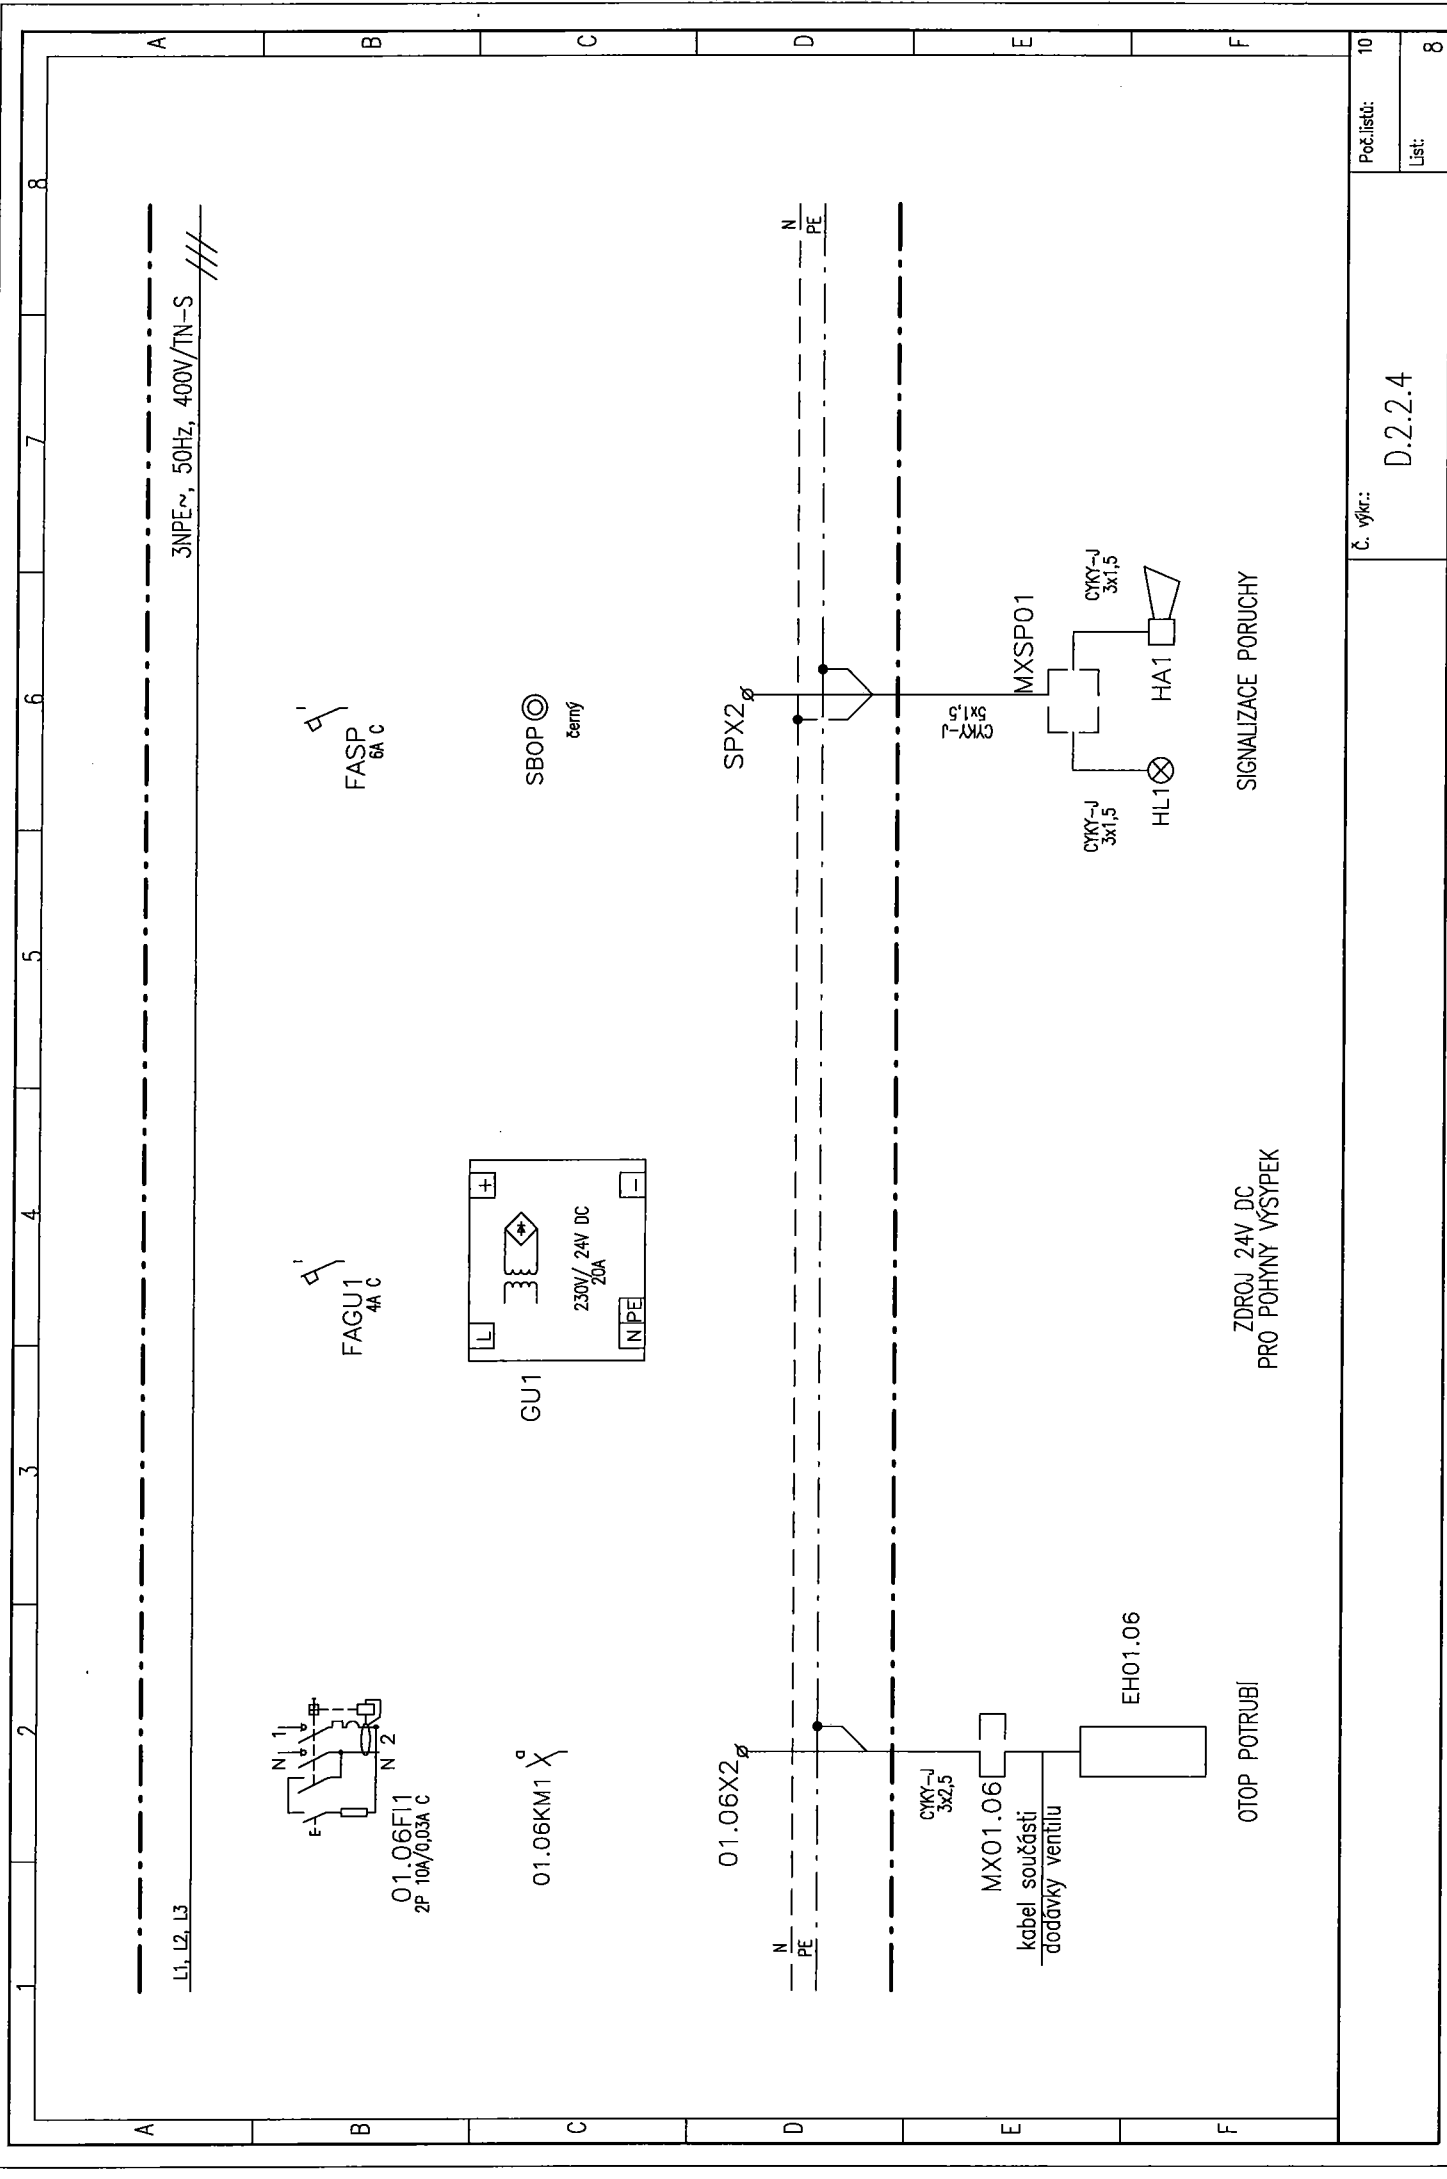 1
2
3
4
5
6
7
8
A
A
L1, L2, L3
3NPE~, 50Hz, 400V/TN-S
B
B
N 1
N 2
01.06FI1
2P 10A/0,03A C
FAGU1
4A C
FASP
6A C
C
C
01.06KM1
GU1
L
+
230V/ 24V DC
20A
N PE
-
SBOP
černý
D
D
N
PE
01.06X2
SPX2
N
PE
E
E
CYKY-J
3x2,5
MX01.06
kabel součásti
dodávky ventilu
CYKY-J
5x1,5
MXSP01
CYKY-J
3x1,5
CYKY-J
3x1,5
F
F
EH01.06
HL1
HA1
OTOP POTRUBÍ
ZDROJ 24V DC
PRO POHYNY VÝSYPEK
SIGNALIZACE PORUCHY
Č. výkr.:
D.2.2.4
Poč.listů:
10
List:
8